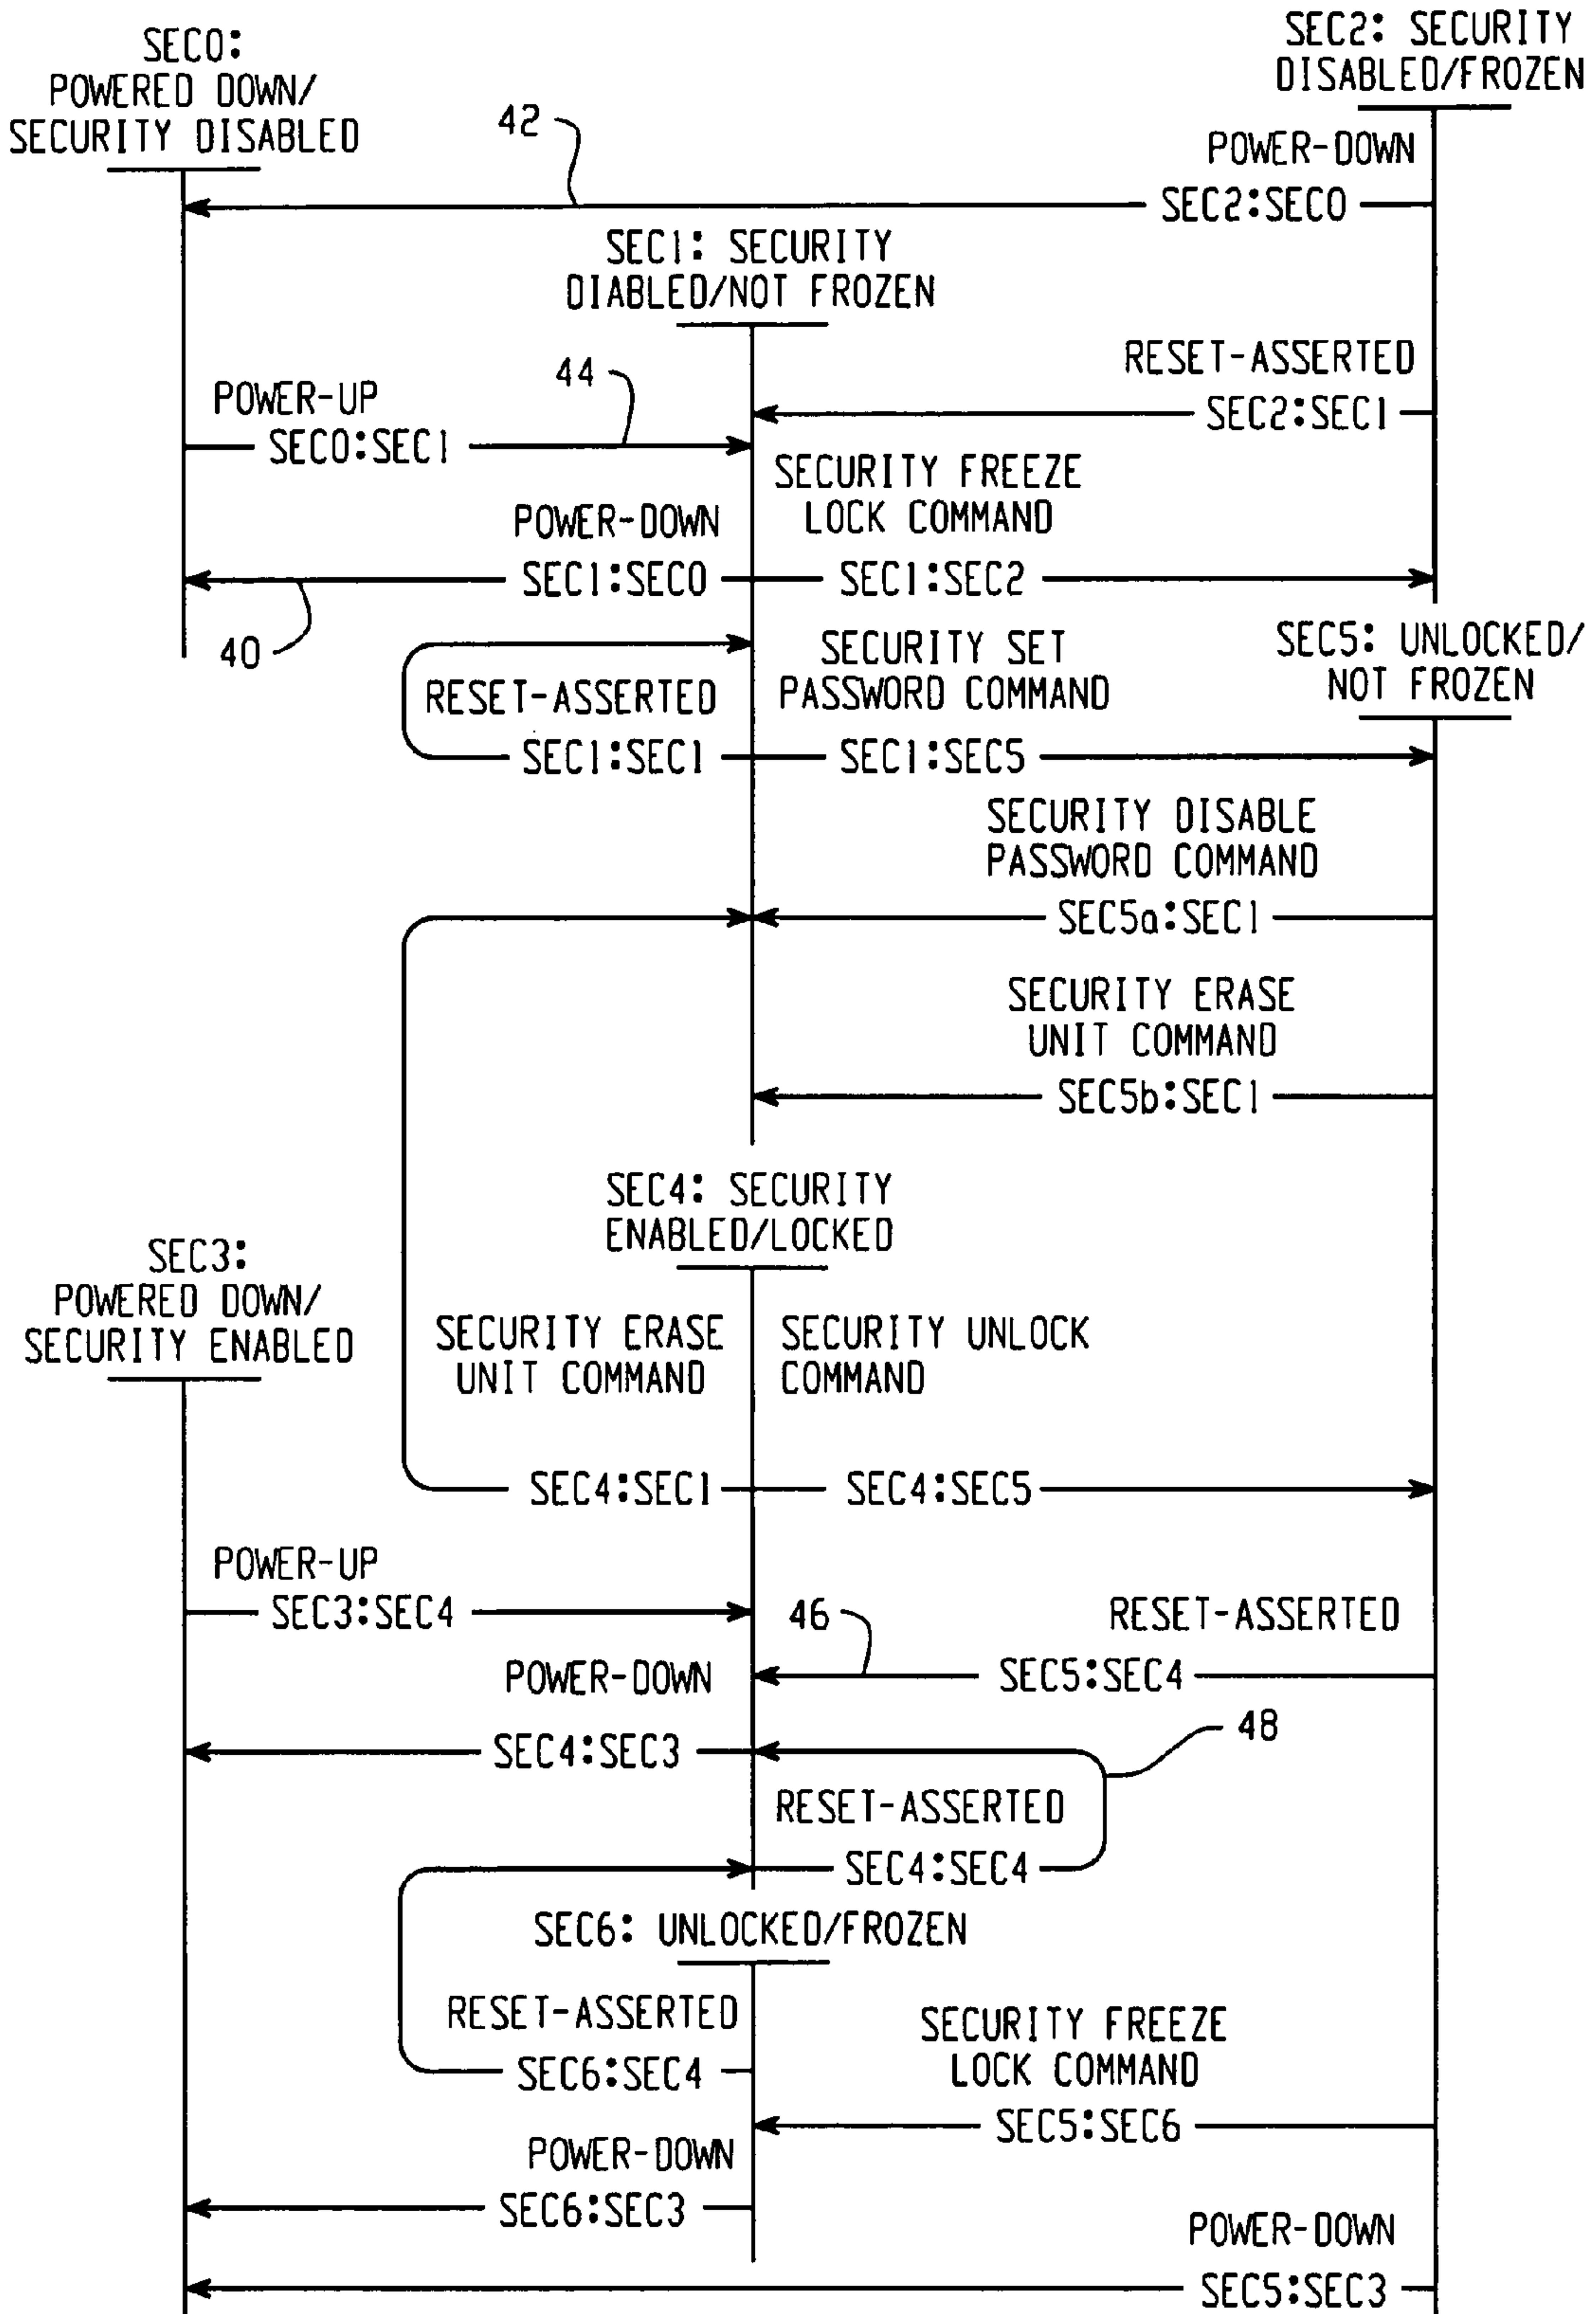 SEC0:
POWERED DOWN/
SECURITY DISABLED
SEC2: SECURITY
DISABLED/FROZEN
42
POWER-DOWN
SEC2:SEC0
SEC1: SECURITY
DIABLED/NOT FROZEN
RESET-ASSERTED
SEC2:SEC1
44
POWER-UP
SEC0:SEC1
SECURITY FREEZE
LOCK COMMAND
POWER-DOWN
SEC1:SEC0
SEC1:SEC2
40
SECURITY SET
PASSWORD COMMAND
SEC5: UNLOCKED/
NOT FROZEN
RESET-ASSERTED
SEC1:SEC1
SEC1:SEC5
SECURITY DISABLE
PASSWORD COMMAND
SEC5a:SEC1
SECURITY ERASE
UNIT COMMAND
SEC5b:SEC1
SEC4: SECURITY
ENABLED/LOCKED
SEC3:
POWERED DOWN/
SECURITY ENABLED
SECURITY ERASE
UNIT COMMAND
SECURITY UNLOCK
COMMAND
SEC4:SEC1
SEC4:SEC5
POWER-UP
SEC3:SEC4
46
RESET-ASSERTED
SEC5:SEC4
POWER-DOWN
SEC4:SEC3
48
RESET-ASSERTED
SEC4:SEC4
SEC6: UNLOCKED/FROZEN
RESET-ASSERTED
SEC6:SEC4
SECURITY FREEZE
LOCK COMMAND
SEC5:SEC6
POWER-DOWN
SEC6:SEC3
POWER-DOWN
SEC5:SEC3